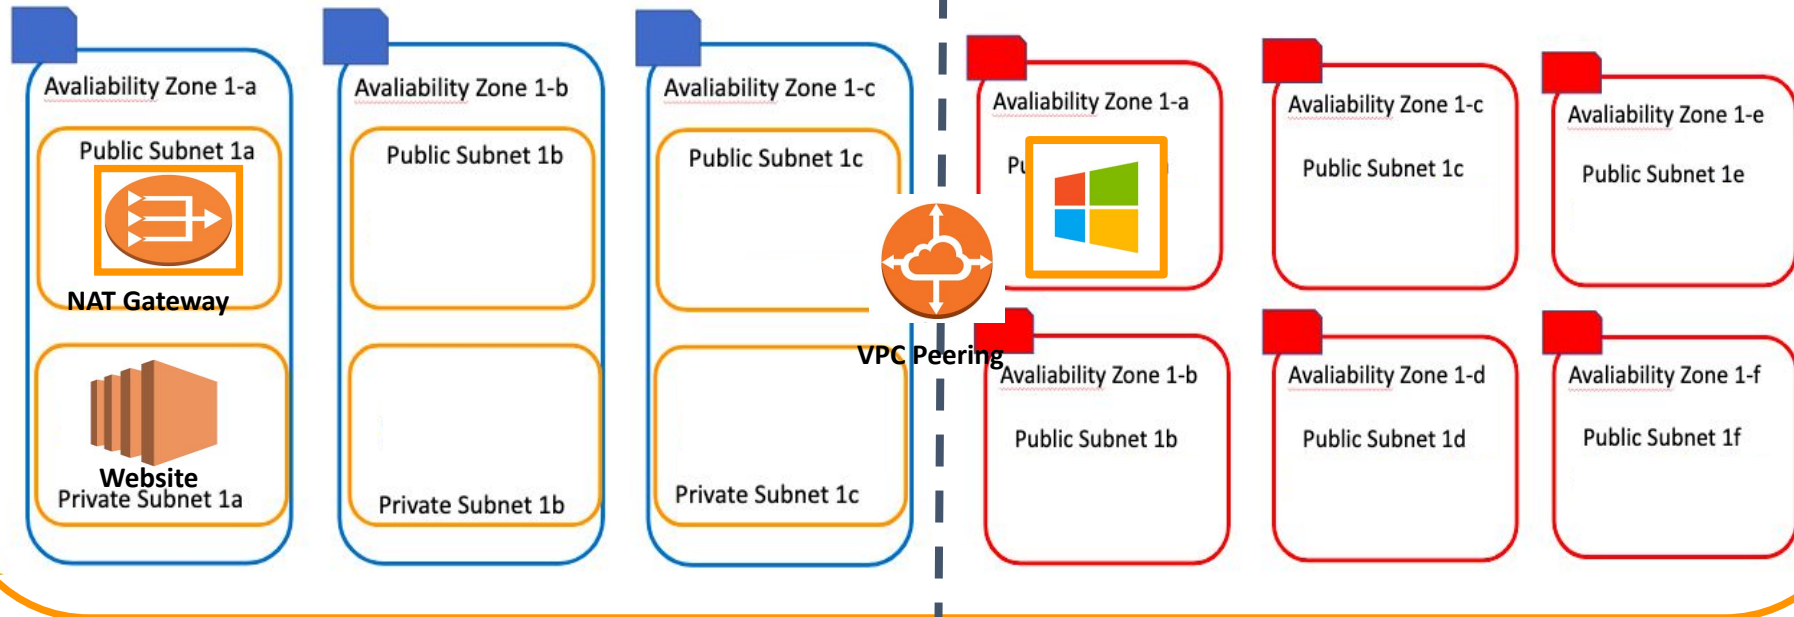 Avaliability Zone 1-a
Public Subnet 1a
NAT Gateway
Website
Private Subnet 1a
Avaliability Zone 1-b
Public Subnet 1b
Private Subnet 1b
Avaliability Zone 1-c
Public Subnet 1c
Private Subnet 1c
VPC Peering
Avaliability Zone 1-a
Avaliability Zone 1-c
Public Subnet 1c
Avaliability Zone 1-e
Public Subnet 1e
Avaliability Zone 1-b
Public Subnet 1b
Avaliability Zone 1-d
Public Subnet 1d
Avaliability Zone 1-f
Public Subnet 1f